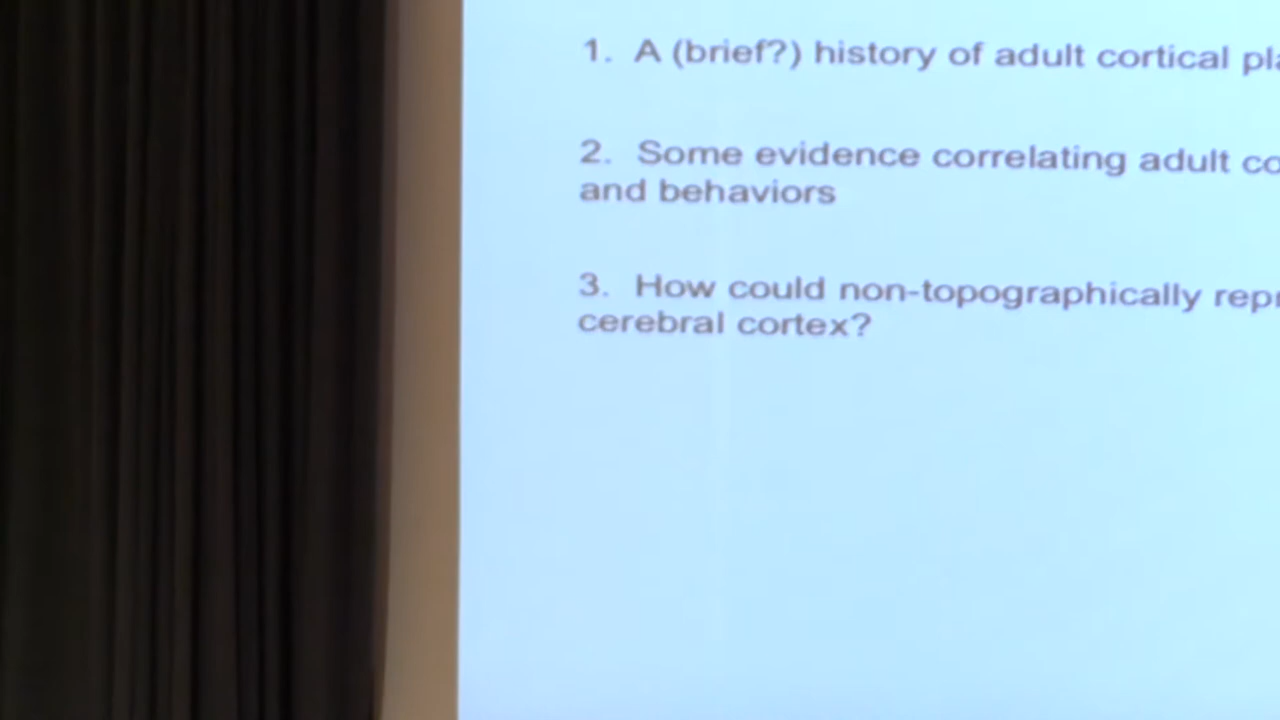 1. A (brief?) history of adult cortical
2. Some evidence correlating adult
and behaviors
3. How could non-topographically
cerebral cortex?